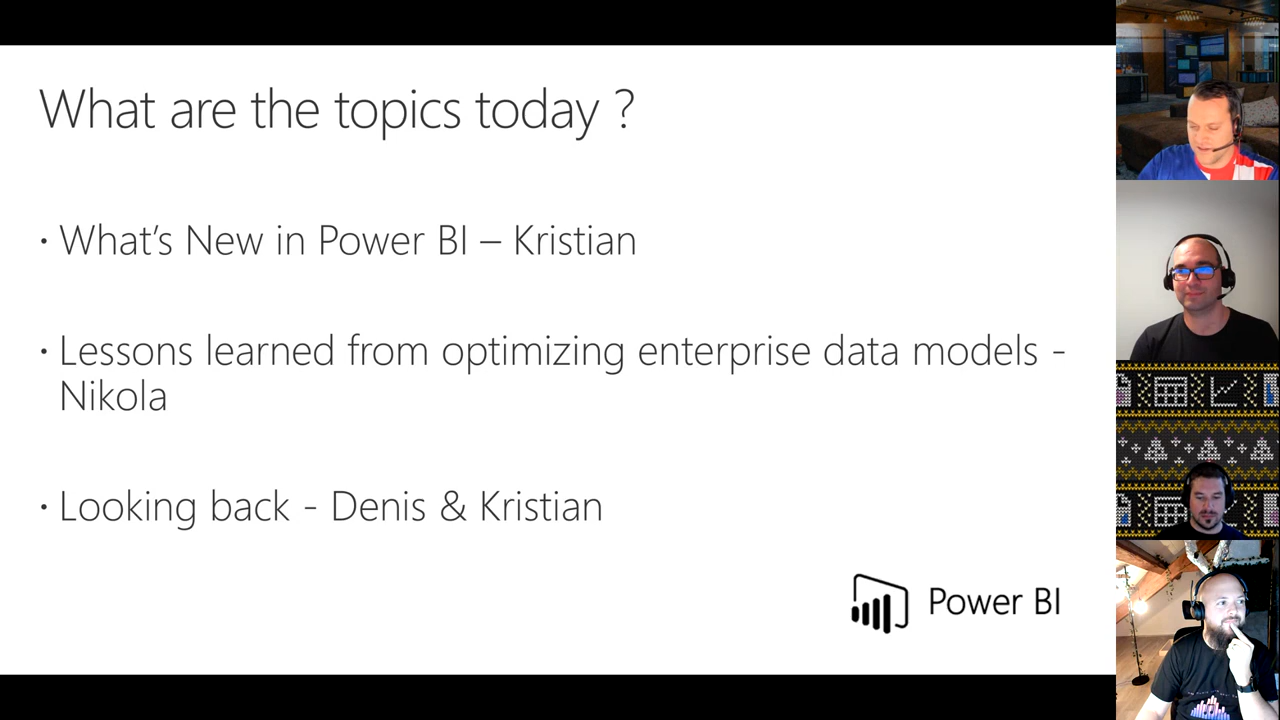 What are the topics today ?
• What's New in Power BI – Kristian
• Lessons learned from optimizing enterprise data models -
Nikola
• Looking back - Denis & Kristian
Power BI